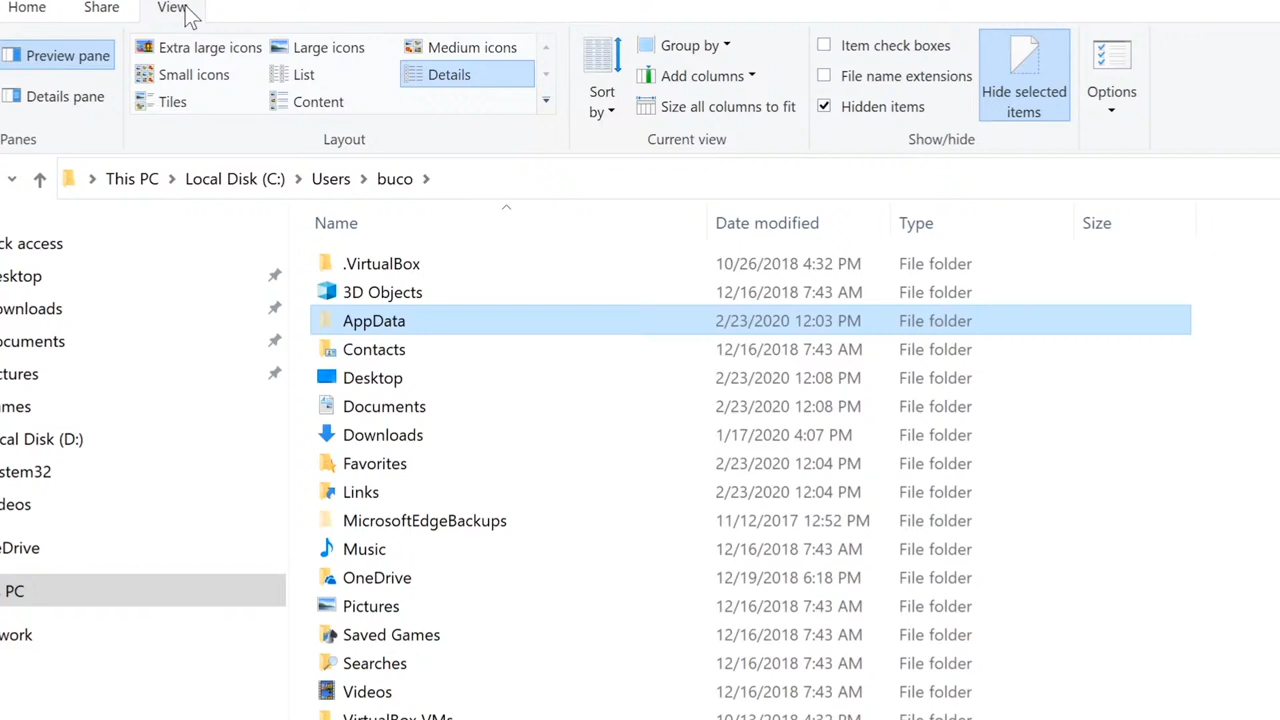 Home Share View
Preview pane
Details pane
Panes
Extra large icons Large icons Medium icons
Small icons List Details
Tiles Content
Layout
Sort by
Group by
Add columns
Size all columns to fit
Current view
Item check boxes
File name extensions
Hidden items
Hide selected items
Show/hide
Options
This PC Local Disk (C:) Users buco
Name Date modified Type Size
ck access
esktop
ownloads
ocuments
ctures
mes
cal Disk (D:)
stem32
deos
eDrive
PC
work
.VirtualBox 10/26/2018 4:32 PM File folder
3D Objects 12/16/2018 7:43 AM File folder
AppData 2/23/2020 12:03 PM File folder
Contacts 12/16/2018 7:43 AM File folder
Desktop 2/23/2020 12:08 PM File folder
Documents 2/23/2020 12:08 PM File folder
Downloads 1/17/2020 4:07 PM File folder
Favorites 2/23/2020 12:04 PM File folder
Links 2/23/2020 12:04 PM File folder
MicrosoftEdgeBackups 11/12/2017 12:52 PM File folder
Music 12/16/2018 7:43 AM File folder
OneDrive 12/19/2018 6:18 PM File folder
Pictures 12/16/2018 7:43 AM File folder
Saved Games 12/16/2018 7:43 AM File folder
Searches 12/16/2018 7:43 AM File folder
Videos 12/16/2018 7:43 AM File folder
VirtualBox VMs 10/13/2018 4:32 PM File folder